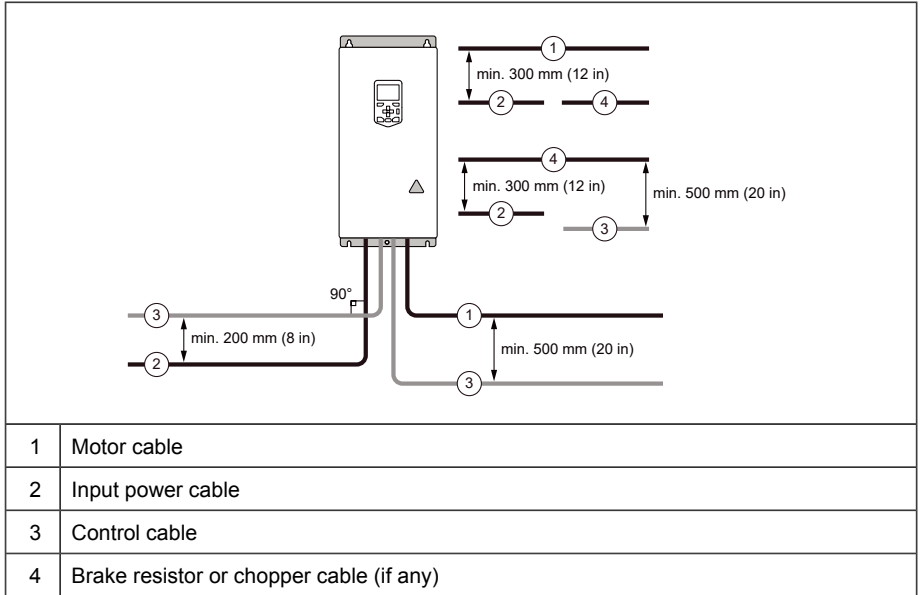 1
min. 300 mm (12 in)
2 4
4
min. 300 mm (12 in) min. 500 mm (20 in)
2
3
90°
3 1
min. 200 mm (8 in) min. 500 mm (20 in)
2
3
1 Motor cable
2 Input power cable
3 Control cable
4 Brake resistor or chopper cable (if any)